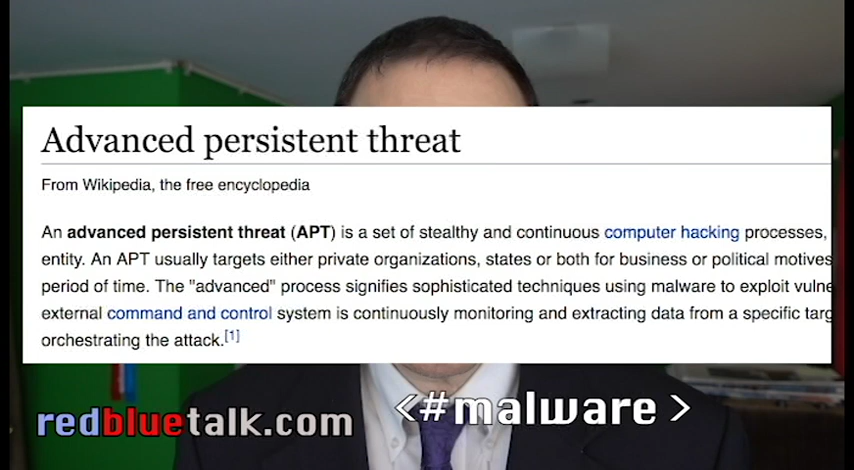 Advanced persistent threat
From Wikipedia, the free encyclopedia
An advanced persistent threat (APT) is a set of stealthy and continuous computer hacking processes,
entity. An APT usually targets either private organizations, states or both for business or political motives
period of time. The "advanced" process signifies sophisticated techniques using malware to exploit vulne
external command and control system is continuously monitoring and extracting data from a specific targ
orchestrating the attack.[1]
redbluetalk.com
<#malware >